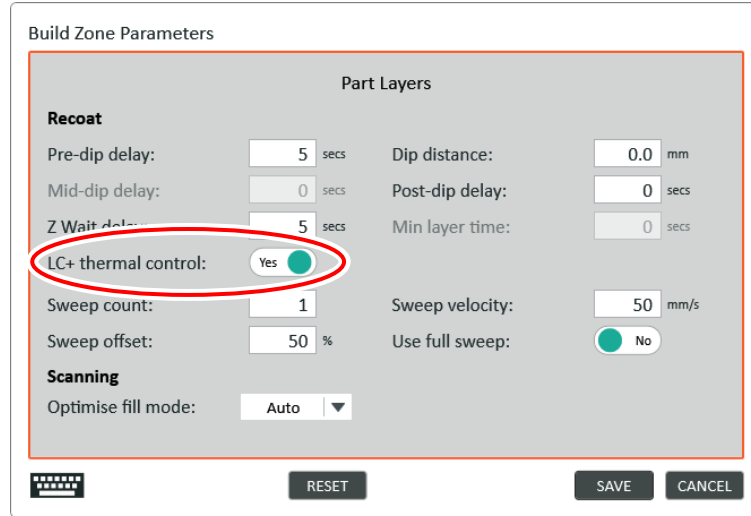 Build Zone Parameters
Part Layers
Recoat
Pre-dip delay: 5 secs Dip distance: 0.0 mm
Mid-dip delay: 0 secs Post-dip delay: 0 secs
Z Wait delay: 5 secs Min layer time: 0 secs
LC+ thermal control: Yes
Sweep count: 1 Sweep velocity: 50 mm/s
Sweep offset: 50 % Use full sweep: No
Scanning
Optimise fill mode: Auto
RESET SAVE CANCEL